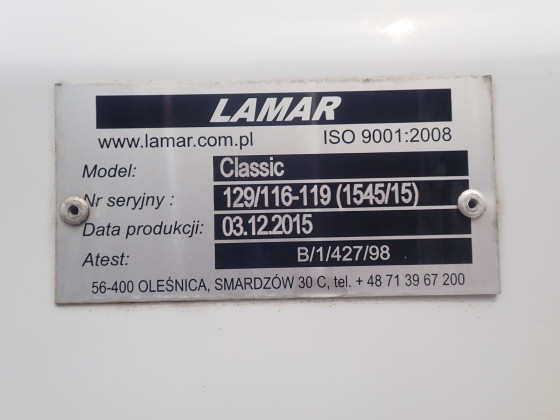 LAMAR
www.lamar.com.pl ISO 9001:2008
Model: Classic
Nr seryjny : 129/116-119 (1545/15)
Data produkcji: 03.12.2015
Atest: B/1/427/98
56-400 OLEŚNICA, SMARDZÓW 30 C, tel. + 48 71 39 67 200